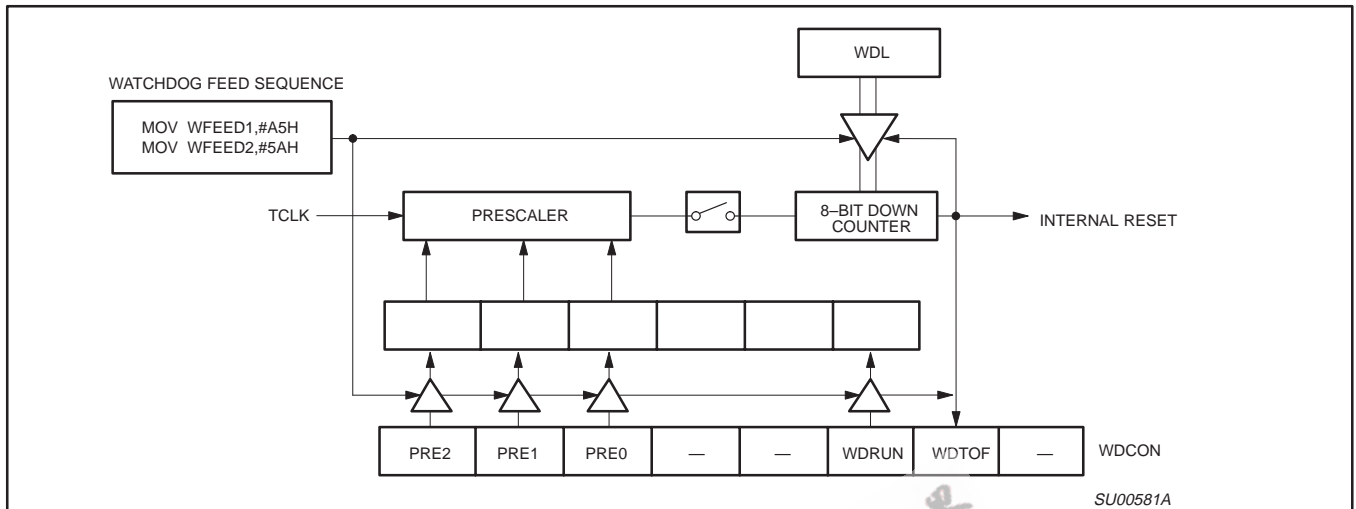 WDL
WATCHDOG FEED SEQUENCE
MOV WFEED1,#A5H
MOV WFEED2,#5AH
TCLK
PRESCALER
8–BIT DOWN
COUNTER
INTERNAL RESET
PRE2 PRE1 PRE0 — — WDRUN WDTOF — WDCON
SU00581A